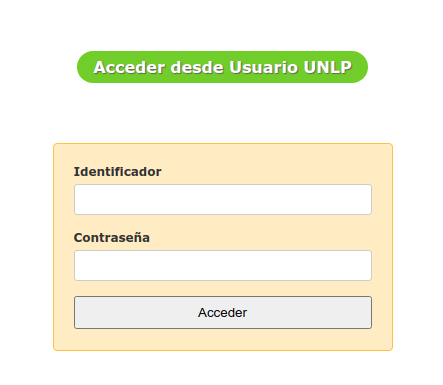 Acceder desde Usuario UNLP
Identificador
Contraseña
Acceder